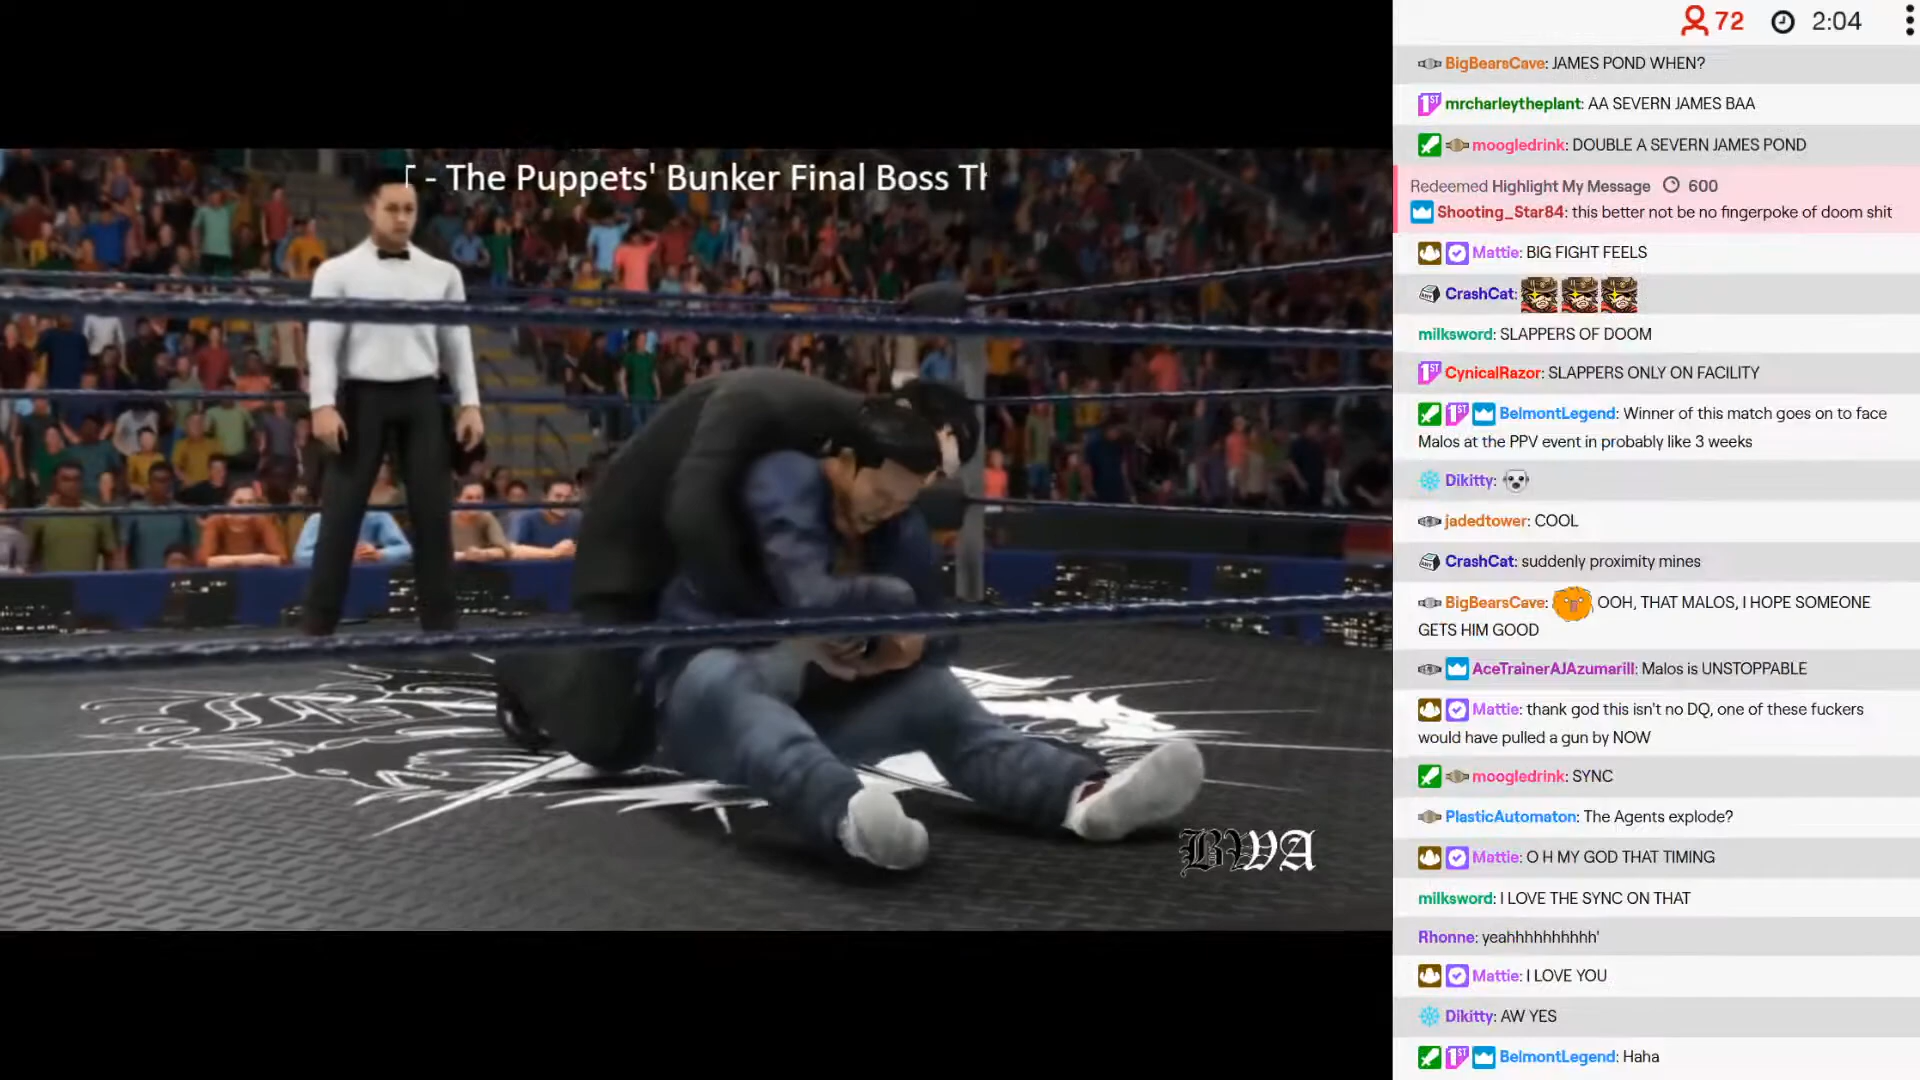 - The Puppets' Bunker Final Boss Th
BWA
72 2:04
BigBearsCave: JAMES POND WHEN?
1ST mrcharleytheplant: AA SEVERN JAMES BAA
moogledrink: DOUBLE A SEVERN JAMES POND
Redeemed Highlight My Message 600
Shooting_Star84: this better not be no fingerpoke of doom shit
Mattie: BIG FIGHT FEELS
CrashCat:
milksword: SLAPPERS OF DOOM
1ST CynicalRazor: SLAPPERS ONLY ON FACILITY
1ST BelmontLegend: Winner of this match goes on to face
Malos at the PPV event in probably like 3 weeks
Dikitty:
jadedtower: COOL
CrashCat: suddenly proximity mines
BigBearsCave: OOH, THAT MALOS, I HOPE SOMEONE
GETS HIM GOOD
AceTrainerAJAzumarill: Malos is UNSTOPPABLE
Mattie: thank god this isn't no DQ, one of these fuckers
would have pulled a gun by NOW
moogledrink: SYNC
PlasticAutomaton: The Agents explode?
Mattie: O H MY GOD THAT TIMING
milksword: I LOVE THE SYNC ON THAT
Rhonne: yeahhhhhhhhhh'
Mattie: I LOVE YOU
Dikitty: AW YES
1ST BelmontLegend: Haha